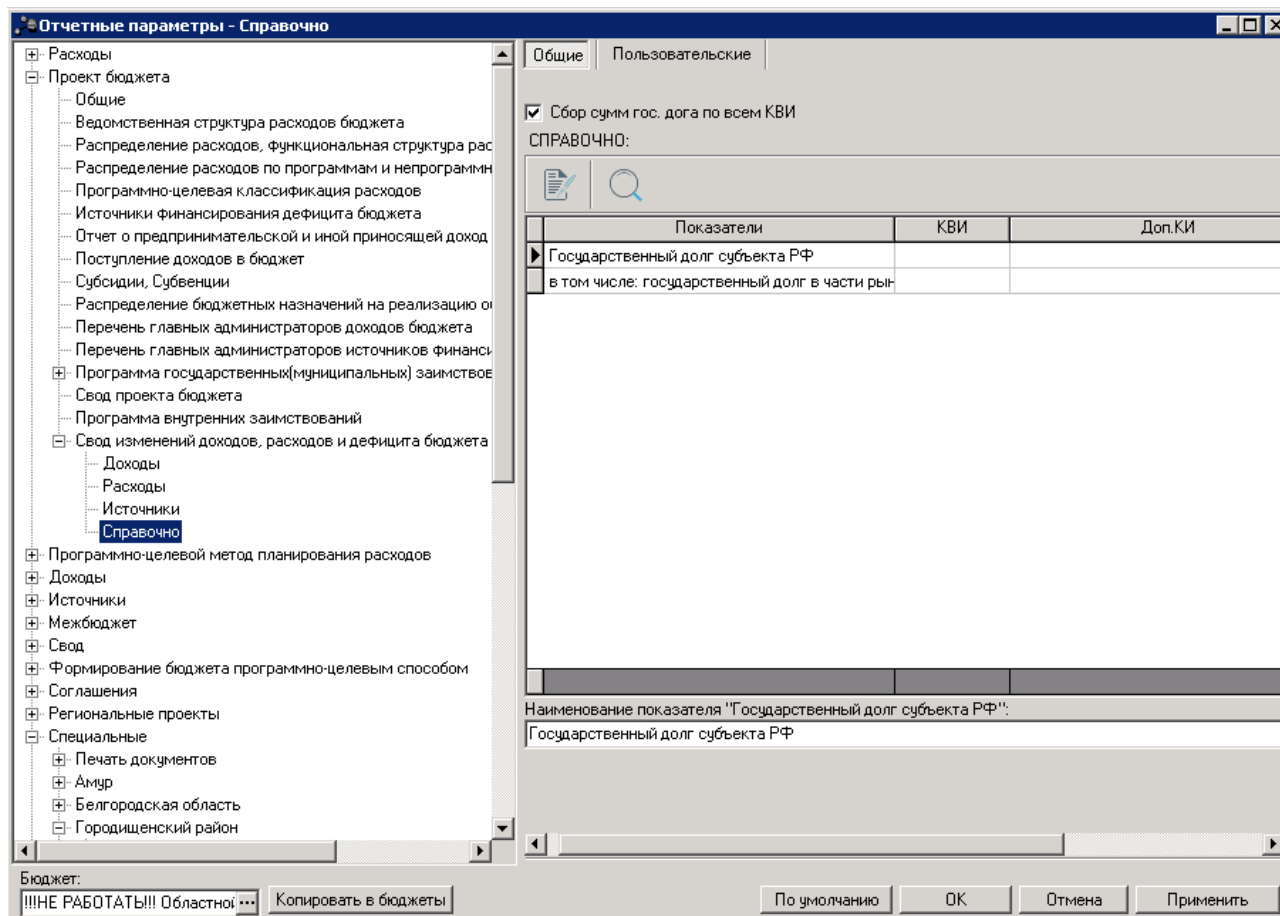 Отчетные параметры - Справочно
Расходы
Проект бюджета
Общие
Ведомственная структура расходов бюджета
Распределение расходов, функциональная структура рас
Распределение расходов по программам и непрограммн
Программно-целевая классификация расходов
Источники финансирования дефицита бюджета
Отчет о предпринимательской и иной приносящей доход
Поступление доходов в бюджет
Субсидии, Субвенции
Распределение бюджетных назначений на реализацию о
Перечень главных администраторов доходов бюджета
Перечень главных администраторов источников финанси
Программа государственных(муниципальных) заимствов
Свод проекта бюджета
Программа внутренних заимствований
Свод изменений доходов, расходов и дефицита бюджета
Доходы
Расходы
Источники
Справочно
Программно-целевой метод планирования расходов
Доходы
Источники
Межбюджет
Свод
Формирование бюджета программно-целевым способом
Соглашения
Региональные проекты
Специальные
Печать документов
Амур
Белгородская область
Городищенский район
Бюджет:
!!!НЕ РАБОТАТЬ!!! Областной ...
Копировать в бюджеты
Общие Пользовательские
Сбор сумм гос. дога по всем КВИ
СПРАВОЧНО:
Показатели КВИ Доп.КИ
Государственный долг субъекта РФ
в том числе: государственный долг в части рын
Наименование показателя "Государственный долг субъекта РФ":
Государственный долг субъекта РФ
По умолчанию OK Отмена Применить